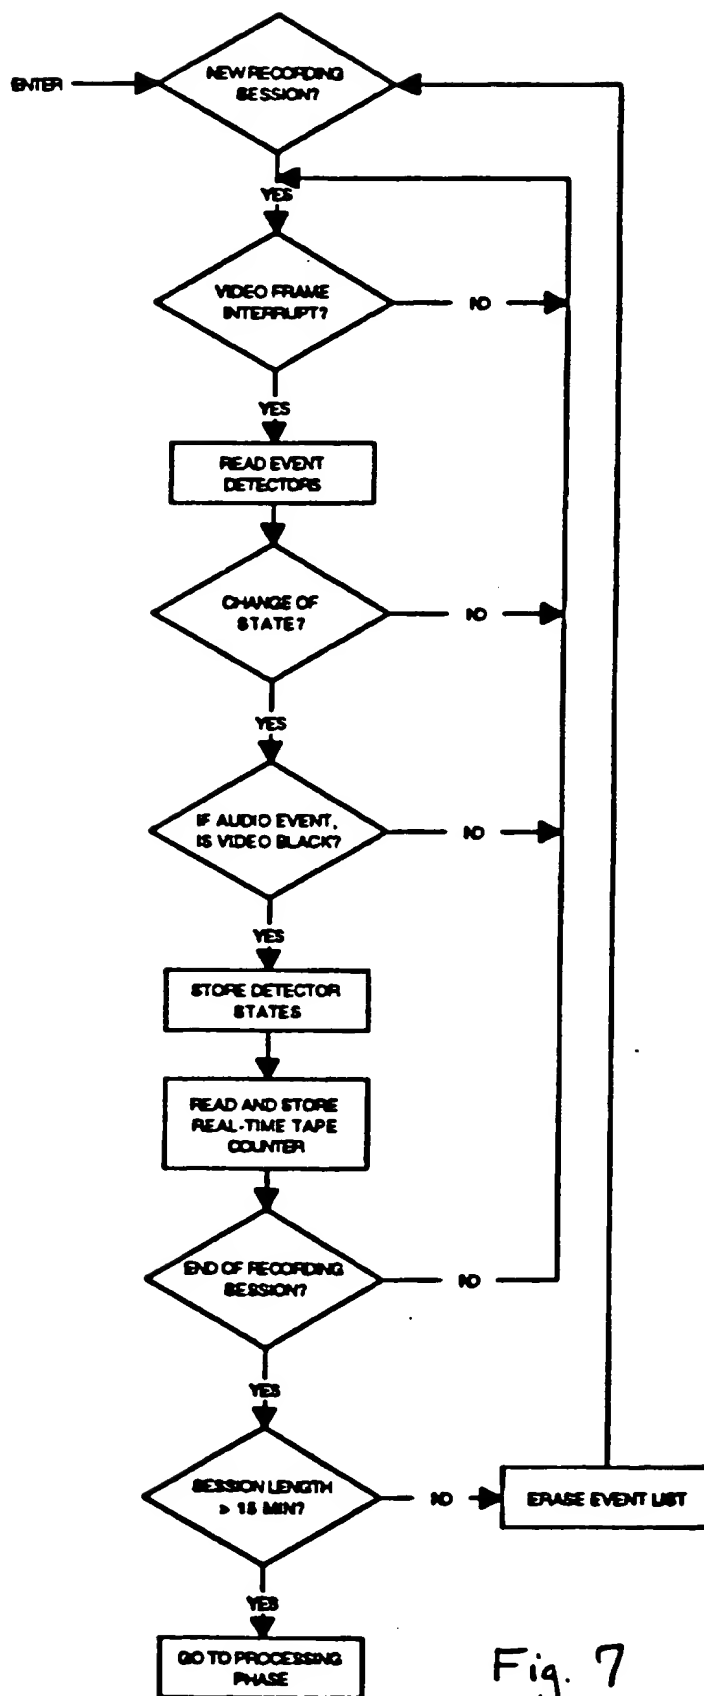 NEW RECORDING
SESSION?
ENTER
YES
VIDEO FRAME
INTERRUPT?
NO
YES
READ EVENT
DETECTORS
CHANGE OF
STATE?
NO
YES
IF AUDIO EVENT,
IS VIDEO BLACK?
NO
YES
STORE DETECTOR
STATES
READ AND STORE
REAL-TIME TAPE
COUNTER
END OF RECORDING
SESSION?
NO
YES
SESSION LENGTH
> 15 MIN?
NO
ERASE EVENT LIST
YES
GO TO PROCESSING
PHASE
Fig. 7